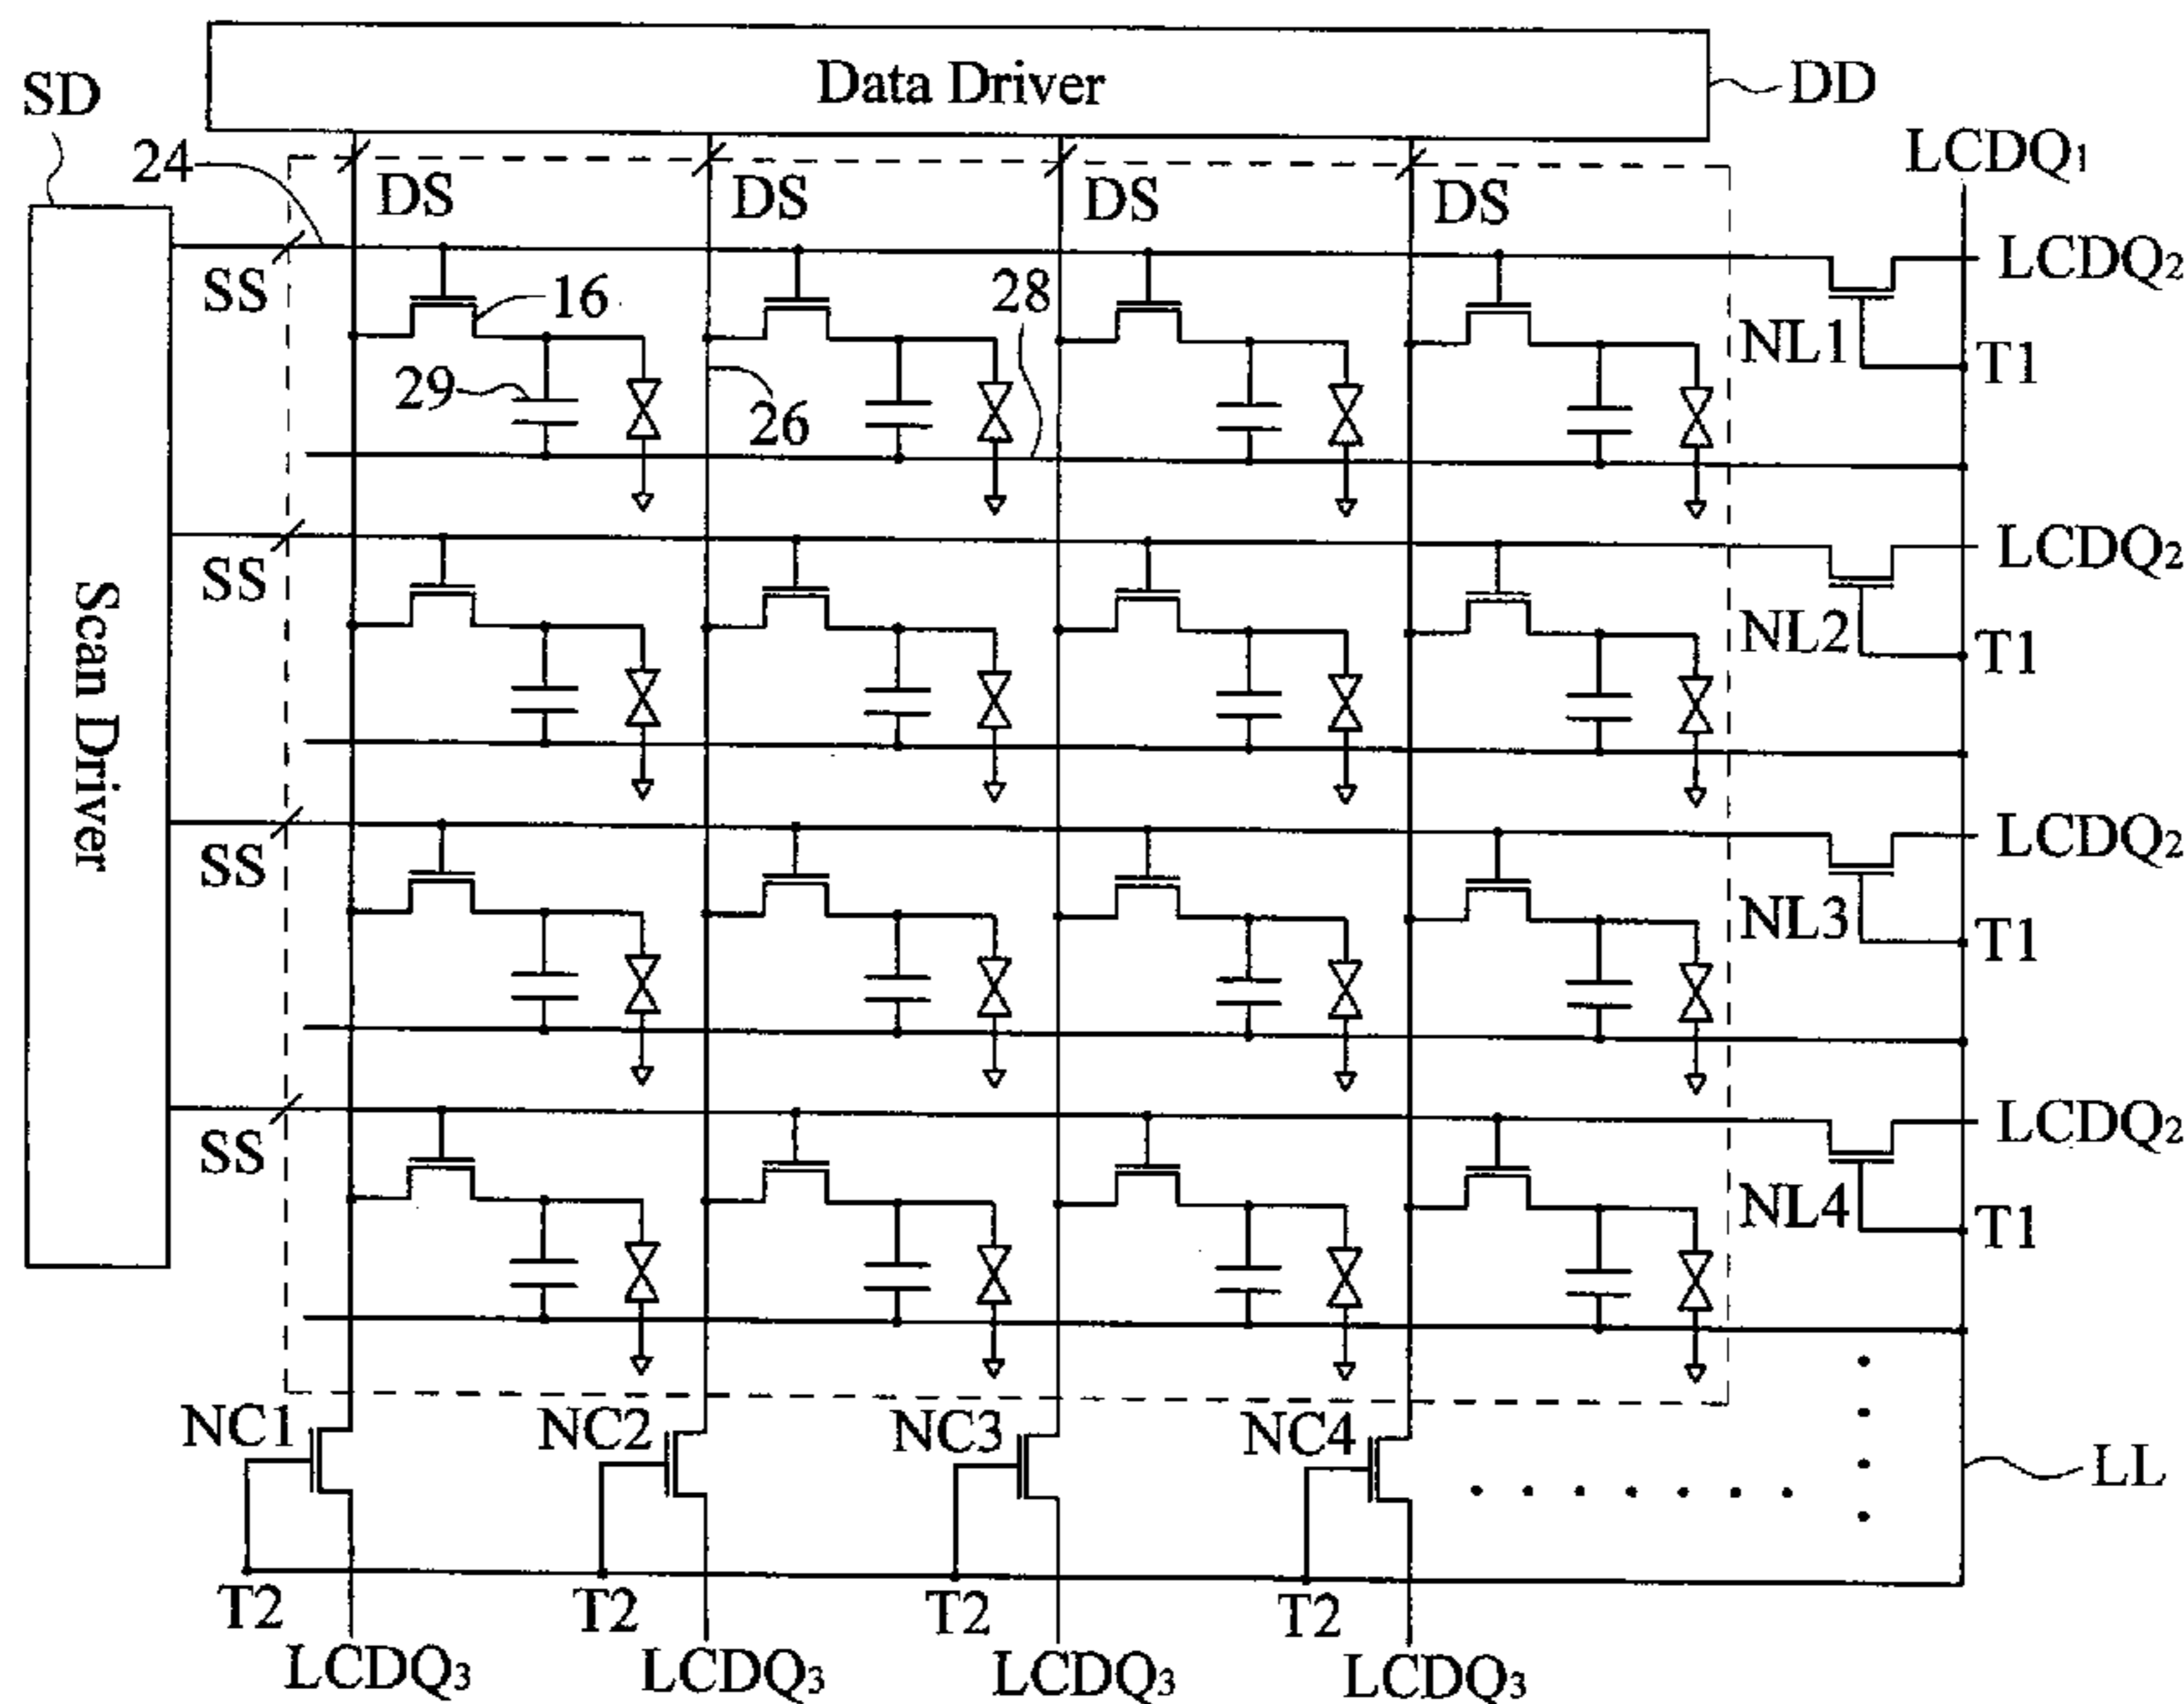 Data Driver
DD
SD
24
LCDQ1
DS
DS
DS
DS
LCDQ2
SS
16
28
NL1
T1
29
26
LCDQ2
SS
NL2
T1
Scan Driver
LCDQ2
SS
NL3
T1
LCDQ2
SS
NL4
T1
NC1
NC2
NC3
NC4
LL
T2
T2
T2
T2
LCDQ3
LCDQ3
LCDQ3
LCDQ3